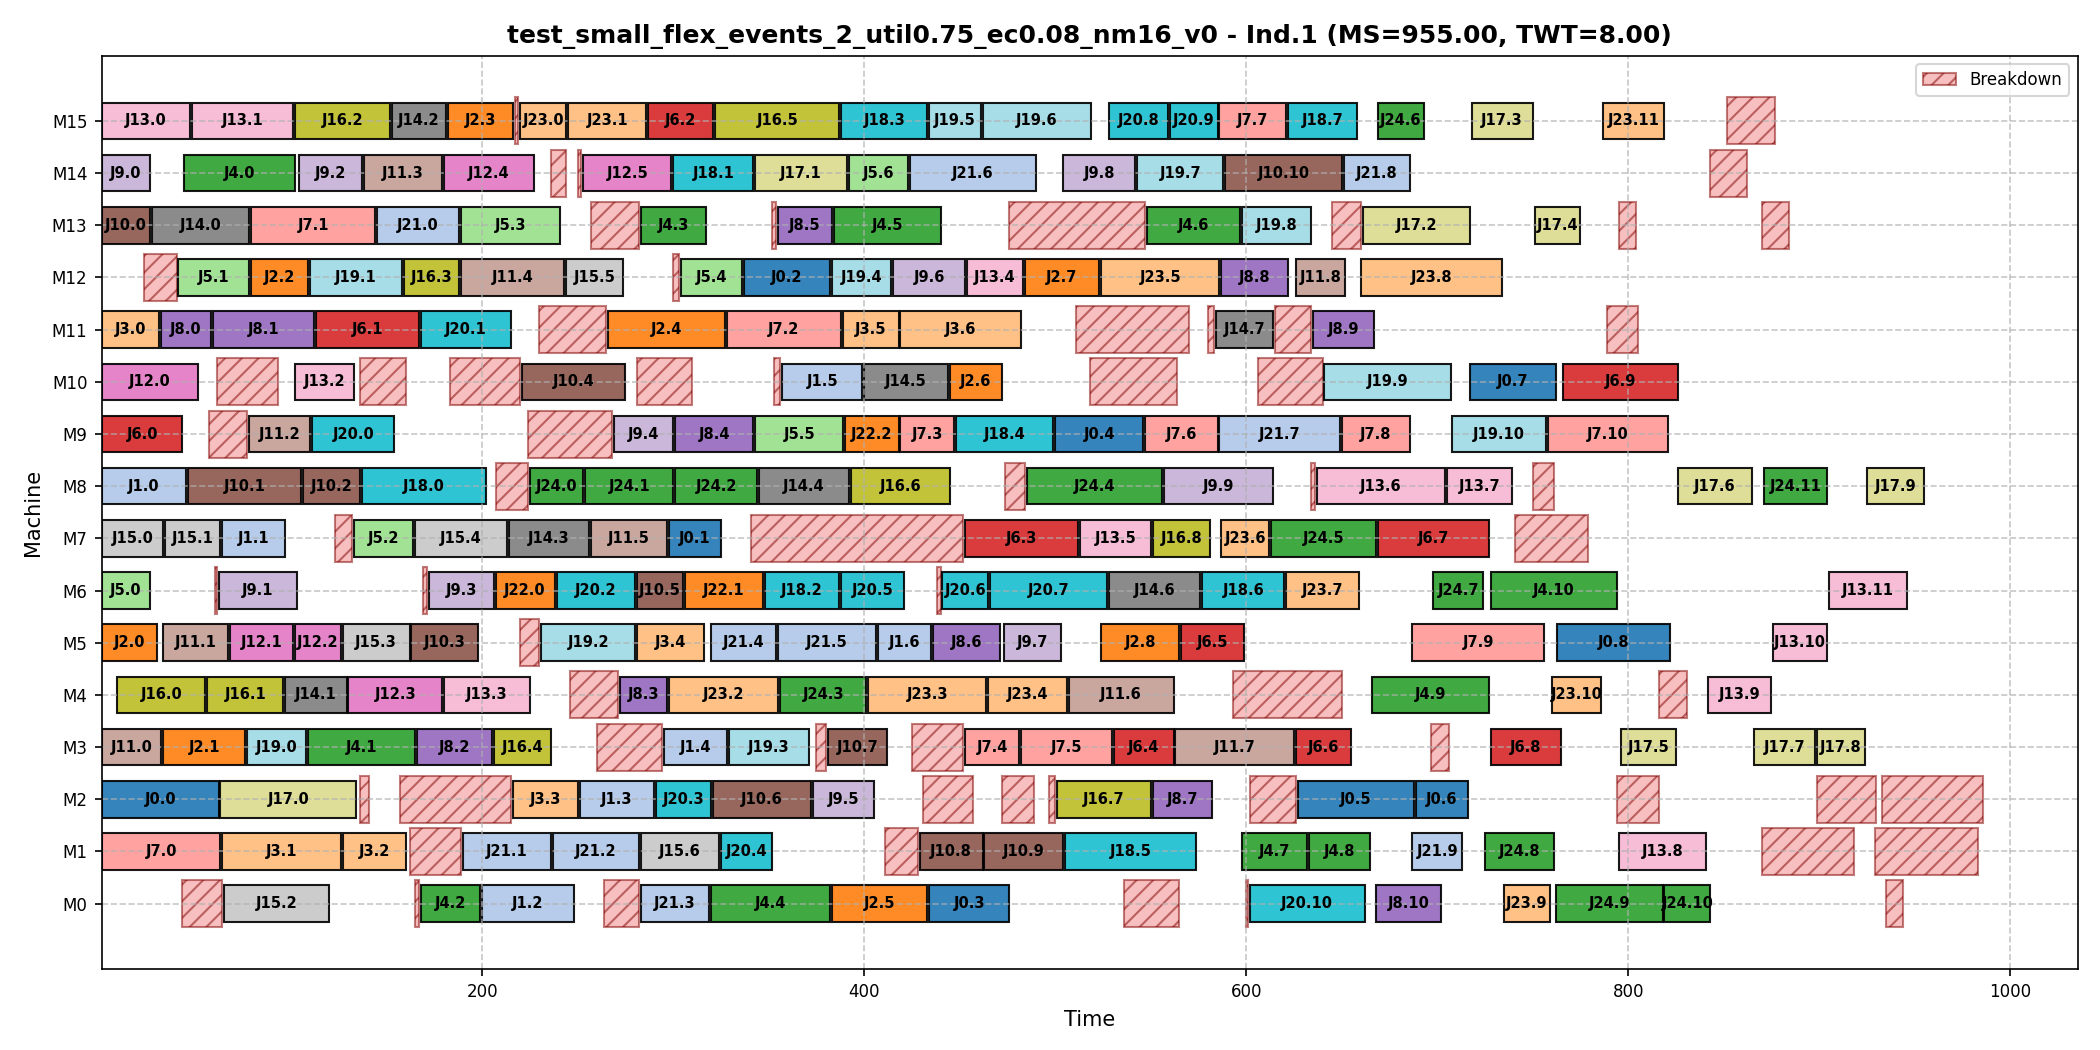 test_small_flex_events_2_util0.75_ec0.08_nm16_v0 - Ind.1 (MS=955.00, TWT=8.00)
Breakdown
M15 J13.0 J13.1 J16.2 J14.2 J2.3 J23.0 J23.1 J6.2 J16.5 J18.3 J19.5 J19.6 J20.8 J20.9 J7.7 J18.7 J24.6 J17.3 J23.11
M14 J9.0 J4.0 J9.2 J11.3 J12.4 J12.5 J18.1 J17.1 J5.6 J21.6 J9.8 J19.7 J10.10 J21.8
M13 J10.0 J14.0 J7.1 J21.0 J5.3 J4.3 J8.5 J4.5 J4.6 J19.8 J17.2 J17.4
M12 J5.1 J2.2 J19.1 J16.3 J11.4 J15.5 J5.4 J0.2 J19.4 J9.6 J13.4 J2.7 J23.5 J8.8 J11.8 J23.8
M11 J3.0 J8.0 J8.1 J6.1 J20.1 J2.4 J7.2 J3.5 J3.6 J14.7 J8.9
M10 J12.0 J13.2 J10.4 J1.5 J14.5 J2.6 J19.9 J0.7 J6.9
M9 J6.0 J11.2 J20.0 J9.4 J8.4 J5.5 J22.2 J7.3 J18.4 J0.4 J7.6 J21.7 J7.8 J19.10 J7.10
M8 J1.0 J10.1 J10.2 J18.0 J24.0 J24.1 J24.2 J14.4 J16.6 J24.4 J9.9 J13.6 J13.7 J17.6 J24.11 J17.9
M7 J15.0 J15.1 J1.1 J5.2 J15.4 J14.3 J11.5 J0.1 J6.3 J13.5 J16.8 J23.6 J24.5 J6.7
M6 J5.0 J9.1 J9.3 J22.0 J20.2 J10.5 J22.1 J18.2 J20.5 J20.6 J20.7 J14.6 J18.6 J23.7 J24.7 J4.10 J13.11
M5 J2.0 J11.1 J12.1 J12.2 J15.3 J10.3 J19.2 J3.4 J21.4 J21.5 J1.6 J8.6 J9.7 J2.8 J6.5 J7.9 J0.8 J13.10
M4 J16.0 J16.1 J14.1 J12.3 J13.3 J8.3 J23.2 J24.3 J23.3 J23.4 J11.6 J4.9 J23.10 J13.9
M3 J11.0 J2.1 J19.0 J4.1 J8.2 J16.4 J1.4 J19.3 J10.7 J7.4 J7.5 J6.4 J11.7 J6.6 J6.8 J17.5 J17.7 J17.8
M2 J0.0 J17.0 J3.3 J1.3 J20.3 J10.6 J9.5 J16.7 J8.7 J0.5 J0.6
M1 J7.0 J3.1 J3.2 J21.1 J21.2 J15.6 J20.4 J10.8 J10.9 J18.5 J4.7 J4.8 J21.9 J24.8 J13.8
M0 J15.2 J4.2 J1.2 J21.3 J4.4 J2.5 J0.3 J20.10 J8.10 J23.9 J24.9 J24.10
200 400 600 800 1000
Time
Machine